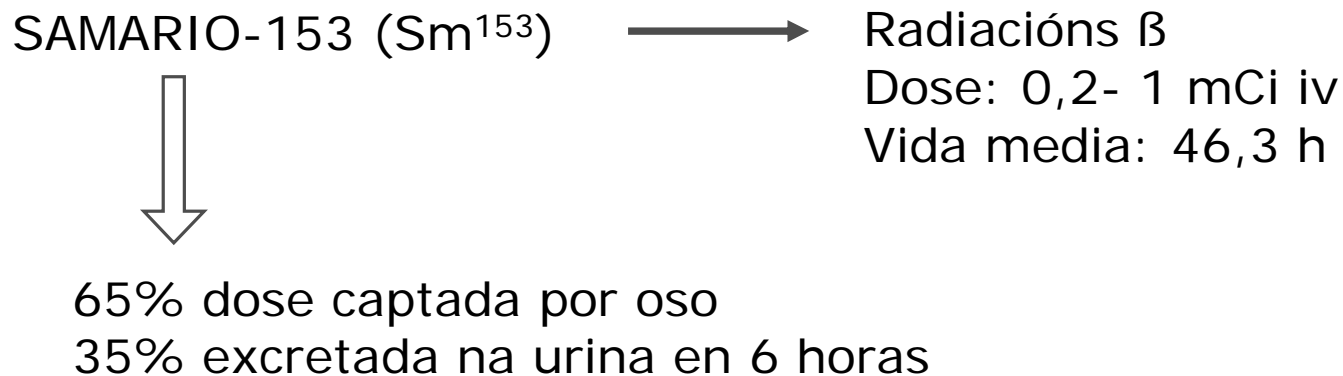 SAMARIO-153 (Sm¹⁵³)
Radiacións ß
Dose: 0,2- 1 mCi iv
Vida media: 46,3 h
65% dose captada por oso
35% excretada na urina en 6 horas